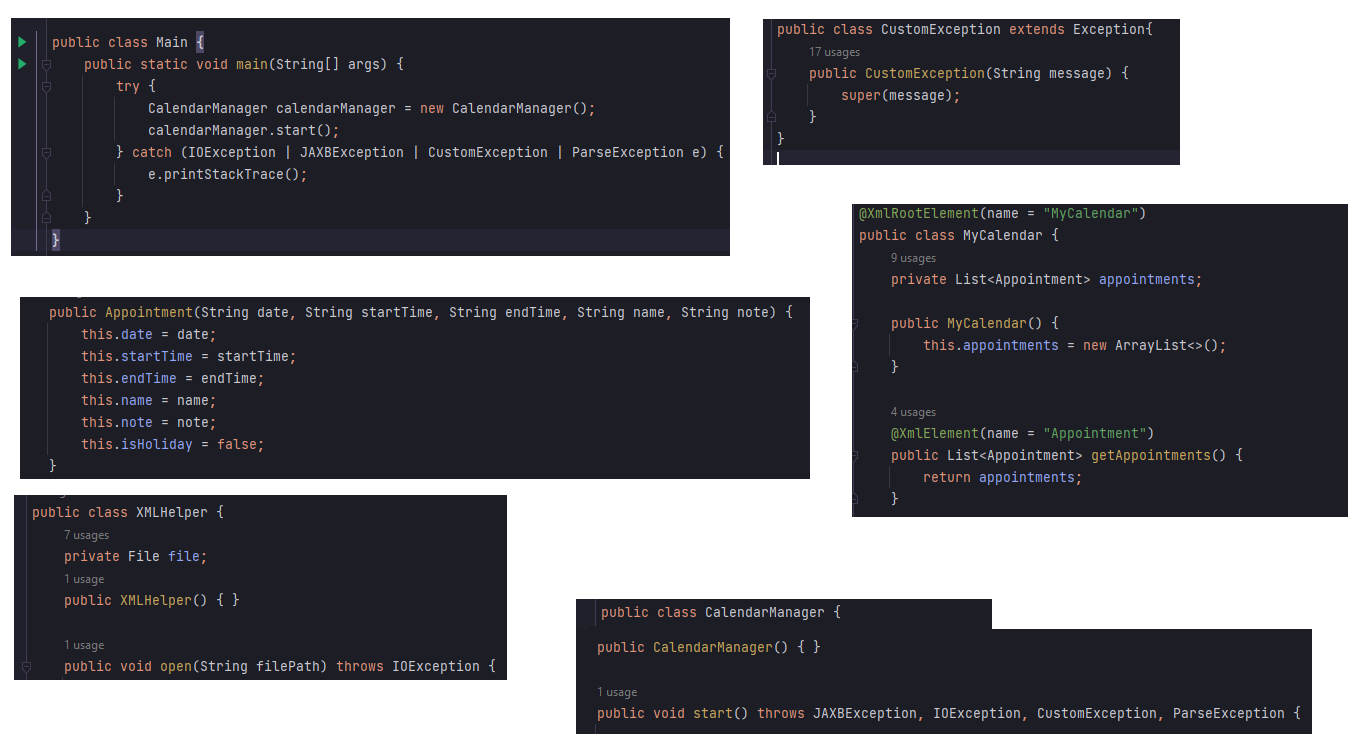 public class Main {
public static void main(String[] args) {
try {
CalendarManager calendarManager = new CalendarManager();
calendarManager.start();
} catch (IOException | JAXBException | CustomException | ParseException e) {
e.printStackTrace();
}
}
}
public class CustomException extends Exception{
17 usages
public CustomException(String message) {
super(message);
}
}
@XmlRootElement(name = "MyCalendar")
public class MyCalendar {
9 usages
private List<Appointment> appointments;
public MyCalendar() {
this.appointments = new ArrayList<>();
}
4 usages
@XmlElement(name = "Appointment")
public List<Appointment> getAppointments() {
return appointments;
}
public Appointment(String date, String startTime, String endTime, String name, String note) {
this.date = date;
this.startTime = startTime;
this.endTime = endTime;
this.name = name;
this.note = note;
this.isHoliday = false;
}
public class XMLHelper {
7 usages
private File file;
1 usage
public XMLHelper() { }
1 usage
public void open(String filePath) throws IOException {
public class CalendarManager {
public CalendarManager() { }
1 usage
public void start() throws JAXBException, IOException, CustomException, ParseException {